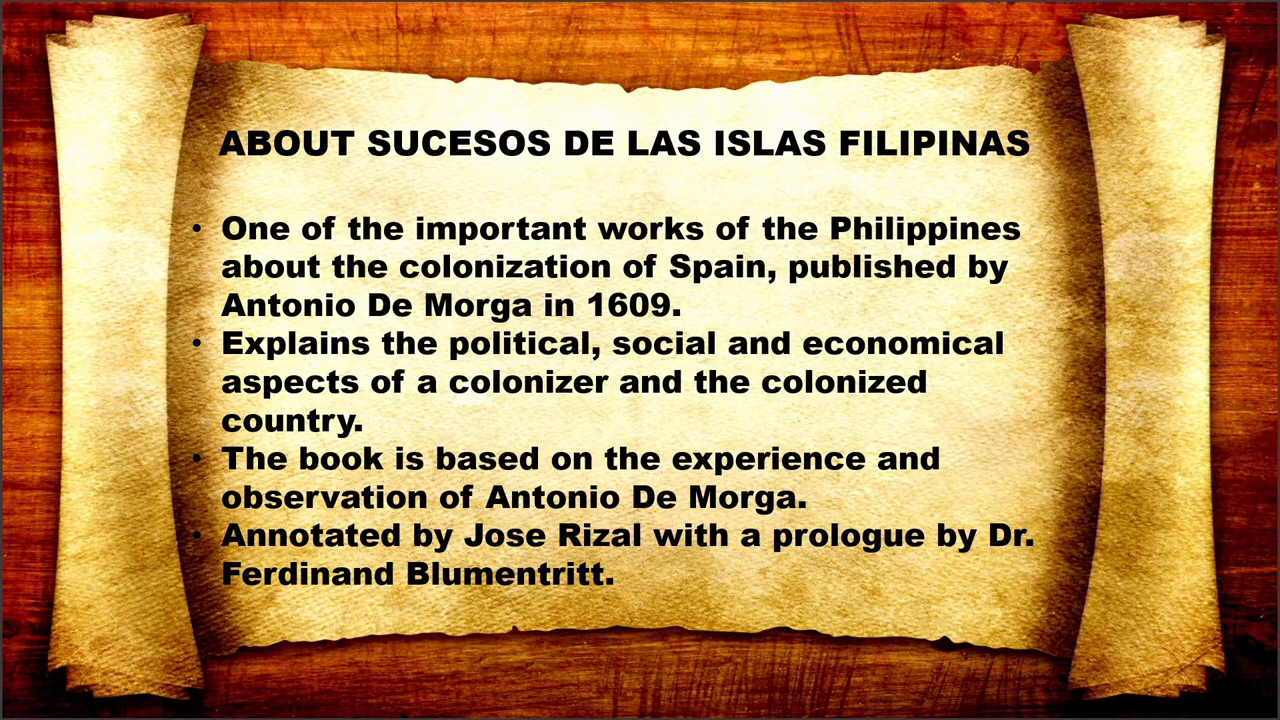 ABOUT SUCESOS DE LAS ISLAS FILIPINAS
• One of the important works of the Philippines
about the colonization of Spain, published by
Antonio De Morga in 1609.
• Explains the political, social and economical
aspects of a colonizer and the colonized
country.
• The book is based on the experience and
observation of Antonio De Morga.
• Annotated by Jose Rizal with a prologue by Dr.
Ferdinand Blumentritt.